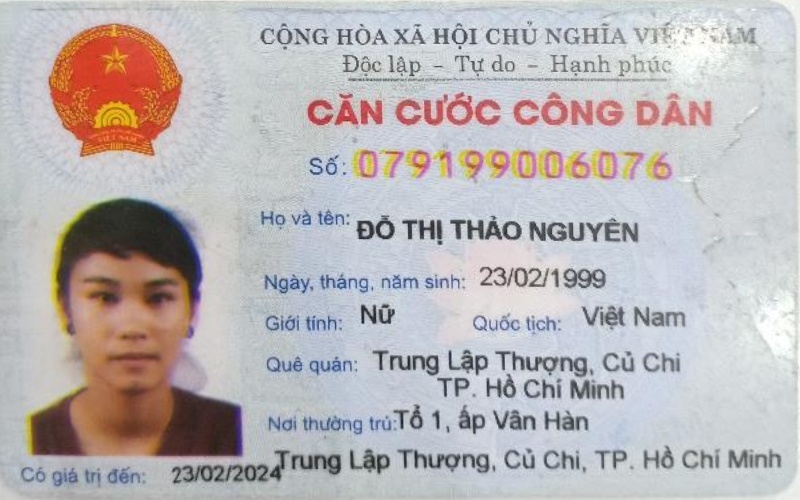 CỘNG HÒA XÃ HỘI CHỦ NGHĨA VIỆT NAM
Độc lập - Tự do - Hạnh phúc
CĂN CƯỚC CÔNG DÂN
Số: 079199006076
Họ và tên: ĐỖ THỊ THẢO NGUYÊN
Ngày, tháng, năm sinh: 23/02/1999
Giới tính: Nữ Quốc tịch: Việt Nam
Quê quán: Trung Lập Thượng, Củ Chi
TP. Hồ Chí Minh
Nơi thường trú: Tổ 1, ấp Vân Hàn
Trung Lập Thượng, Củ Chi, TP. Hồ Chí Minh
Có giá trị đến: 23/02/2024